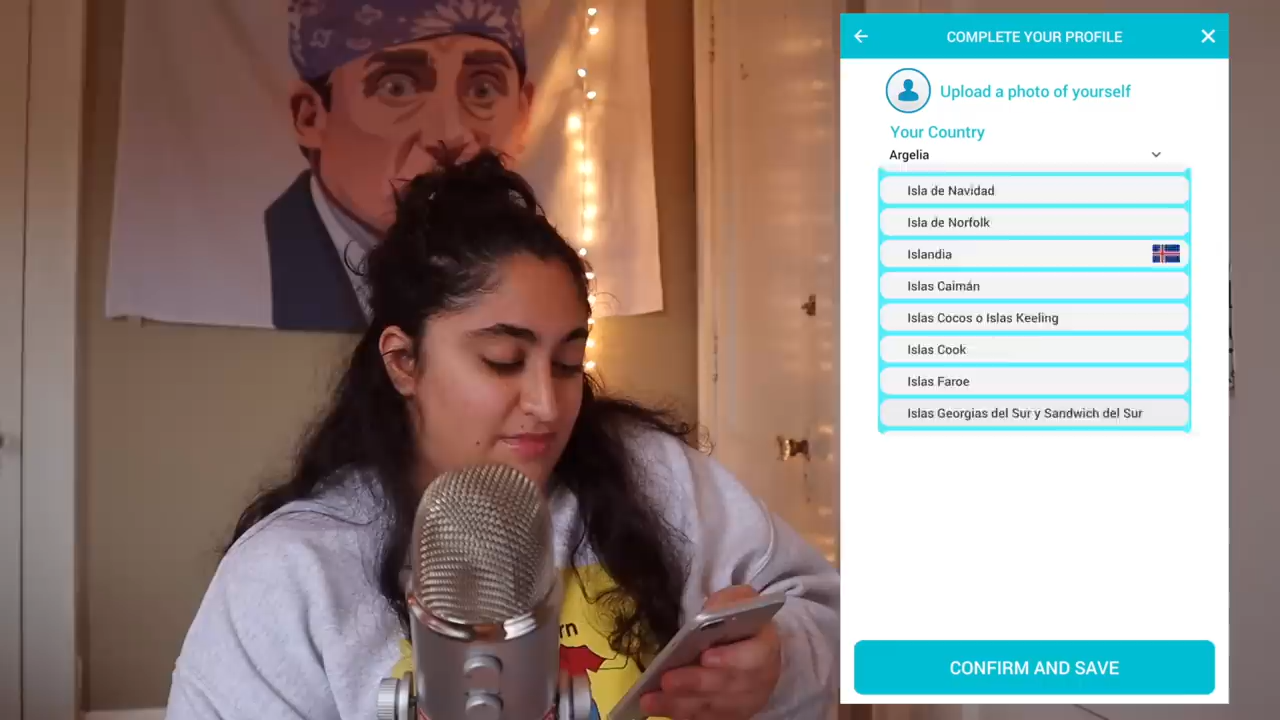 COMPLETE YOUR PROFILE
Upload a photo of yourself
Your Country
Argelia
Isla de Navidad
Isla de Norfolk
Islandia
Islas Caimán
Islas Cocos o Islas Keeling
Islas Cook
Islas Faroe
Islas Georgias del Sur y Sandwich del Sur
CONFIRM AND SAVE